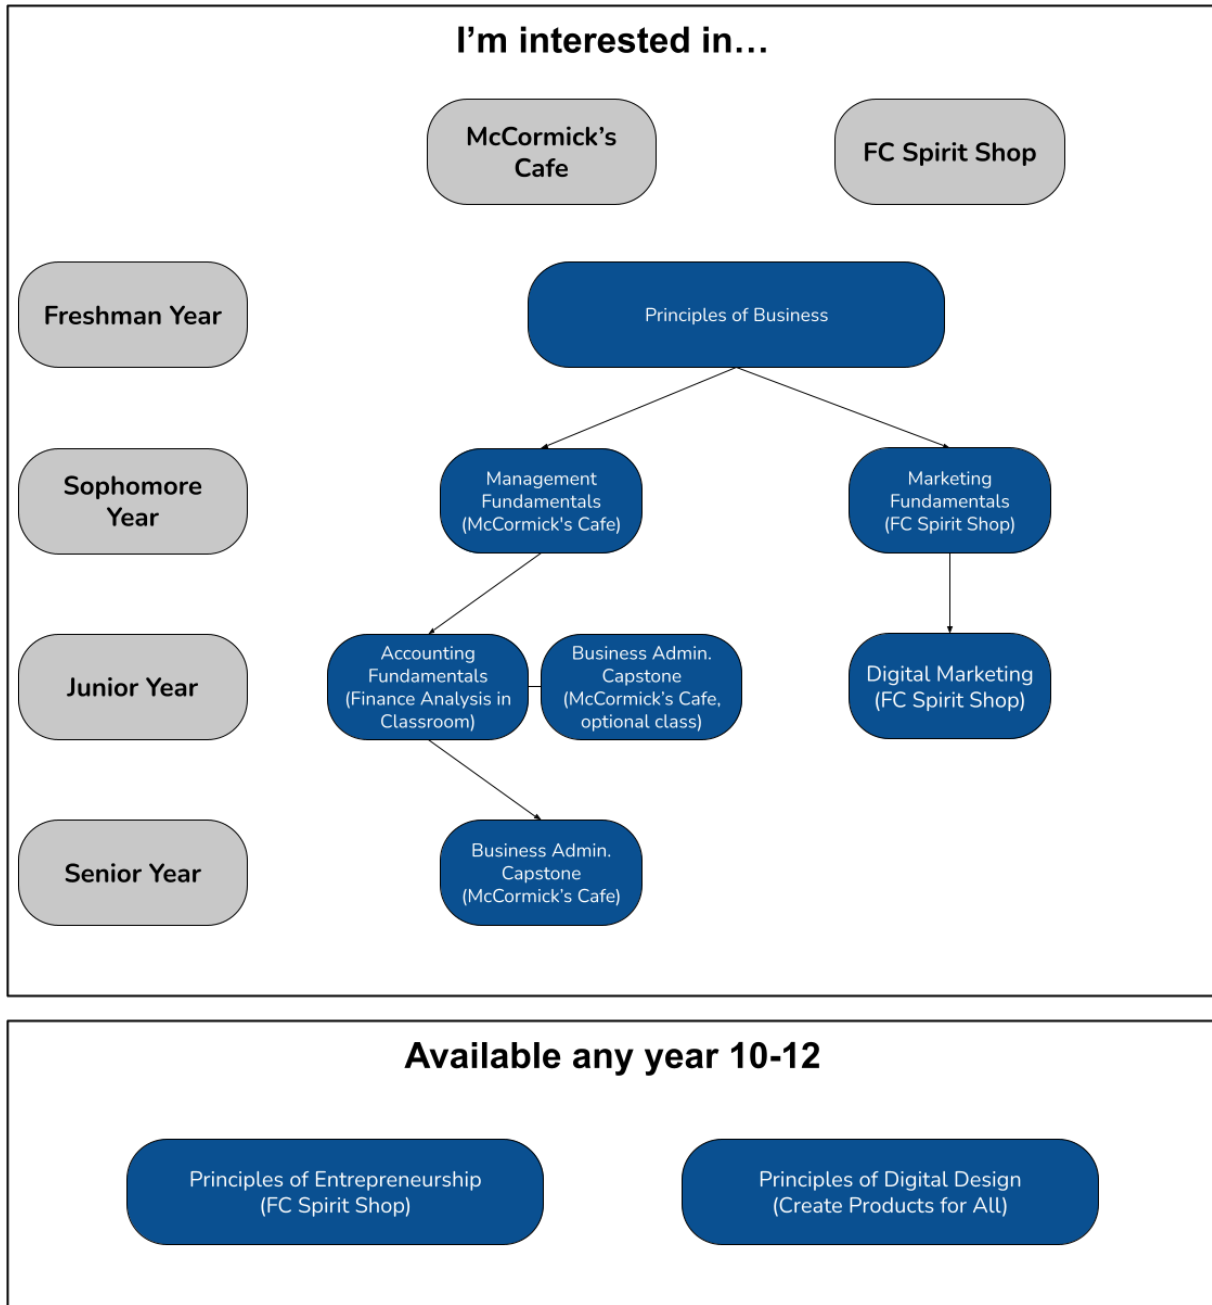 I'm interested in…
McCormick's
Cafe
FC Spirit Shop
Freshman Year
Principles of Business
Sophomore
Year
Management
Fundamentals
(McCormick's Cafe)
Marketing
Fundamentals
(FC Spirit Shop)
Junior Year
Accounting
Fundamentals
(Finance Analysis in
Classroom)
Business Admin.
Capstone
(McCormick's Cafe,
optional class)
Digital Marketing
(FC Spirit Shop)
Senior Year
Business Admin.
Capstone
(McCormick's Cafe)
Available any year 10-12
Principles of Entrepreneurship
(FC Spirit Shop)
Principles of Digital Design
(Create Products for All)